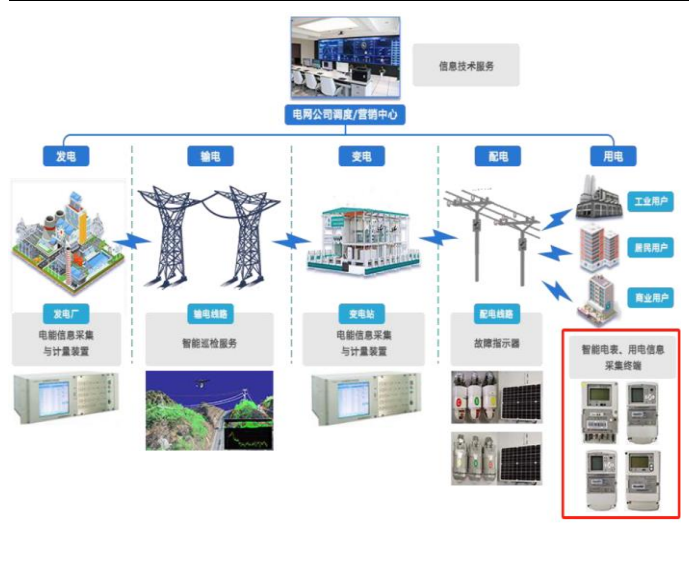 信息技术服务
电网公司调度/营销中心
发电
输电
变电
配电
用电
工业用户
居民用户
商业用户
发电厂
输电线路
变电站
配电线路
电能信息采集
与计量装置
智能巡检服务
电能信息采集
与计量装置
故障指示器
智能电表、用电信息
采集终端